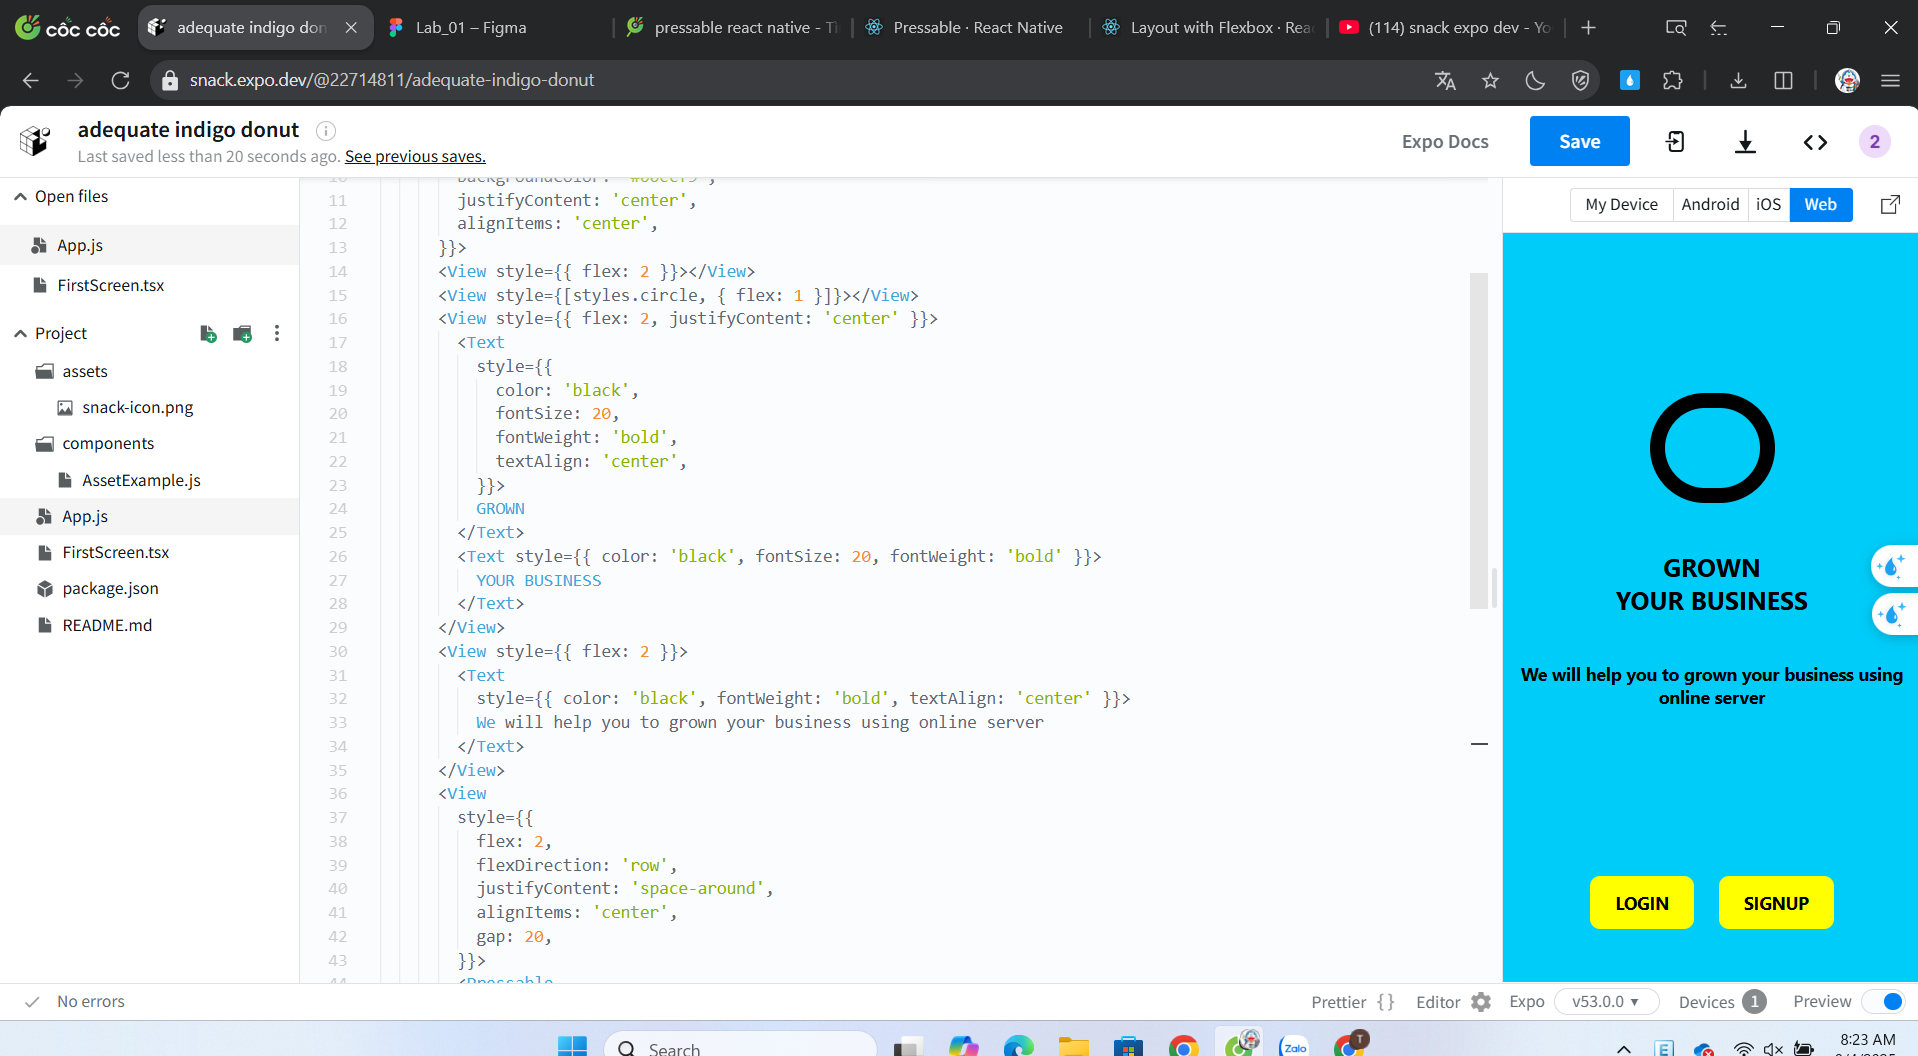 cốc cốc
adequate indigo don
Lab_01 – Figma
pressable react native - Tì
Pressable · React Native
Layout with Flexbox · Rea
(114) snack expo dev - Yo
snack.expo.dev/@22714811/adequate-indigo-donut
adequate indigo donut
Last saved less than 20 seconds ago. See previous saves.
Expo Docs
Save
2
Open files
App.js
FirstScreen.tsx
Project
assets
snack-icon.png
components
AssetExample.js
App.js
FirstScreen.tsx
package.json
README.md
11 justifyContent: 'center',
12 alignItems: 'center',
13 }}>
14 <View style={{ flex: 2 }}></View>
15 <View style={[styles.circle, { flex: 1 }]}></View>
16 <View style={{ flex: 2, justifyContent: 'center' }}>
17 <Text
18 style={{
19 color: 'black',
20 fontSize: 20,
21 fontWeight: 'bold',
22 textAlign: 'center',
23 }}>
24 GROWN
25 </Text>
26 <Text style={{ color: 'black', fontSize: 20, fontWeight: 'bold' }}>
27 YOUR BUSINESS
28 </Text>
29 </View>
30 <View style={{ flex: 2 }}>
31 <Text
32 style={{ color: 'black', fontWeight: 'bold', textAlign: 'center' }}>
33 We will help you to grown your business using online server
34 </Text>
35 </View>
36 <View
37 style={{
38 flex: 2,
39 flexDirection: 'row',
40 justifyContent: 'space-around',
41 alignItems: 'center',
42 gap: 20,
43 }}>
44 <Pressable
My Device
Android
iOS
Web
GROWN
YOUR BUSINESS
We will help you to grown your business using
online server
LOGIN
SIGNUP
No errors
Prettier { }
Editor
Expo
v53.0.0
Devices 1
Preview
Search
Zalo
T
E
8:23 AM